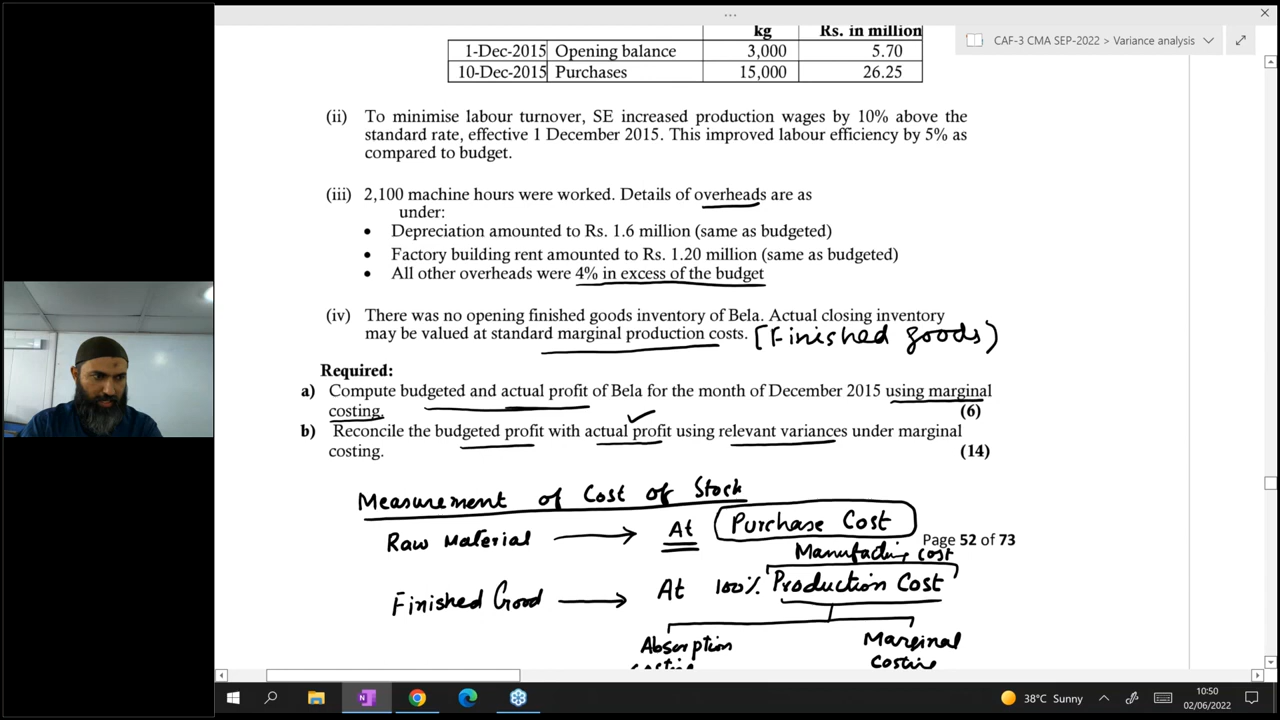 kg Rs. in million
1-Dec-2015 Opening balance 3,000 5.70
10-Dec-2015 Purchases 15,000 26.25
CAF-3 CMA SEP-2022 > Variance analysis
(ii) To minimise labour turnover, SE increased production wages by 10% above the
standard rate, effective 1 December 2015. This improved labour efficiency by 5% as
compared to budget.
(iii) 2,100 machine hours were worked. Details of overheads are as
under:
• Depreciation amounted to Rs. 1.6 million (same as budgeted)
• Factory building rent amounted to Rs. 1.20 million (same as budgeted)
• All other overheads were 4% in excess of the budget
(iv) There was no opening finished goods inventory of Bela. Actual closing inventory
may be valued at standard marginal production costs. [Finished goods)
Required:
a) Compute budgeted and actual profit of Bela for the month of December 2015 using marginal
costing. (6)
b) Reconcile the budgeted profit with actual profit using relevant variances under marginal
costing. (14)
Measurement of Cost of Stock
Raw Material → At Purchase Cost
Page 52 of 73
Manufacting cost
Finished Good → At 100% Production Cost
Absorption Marginal
costing costing
38°C Sunny
10:50
02/06/2022